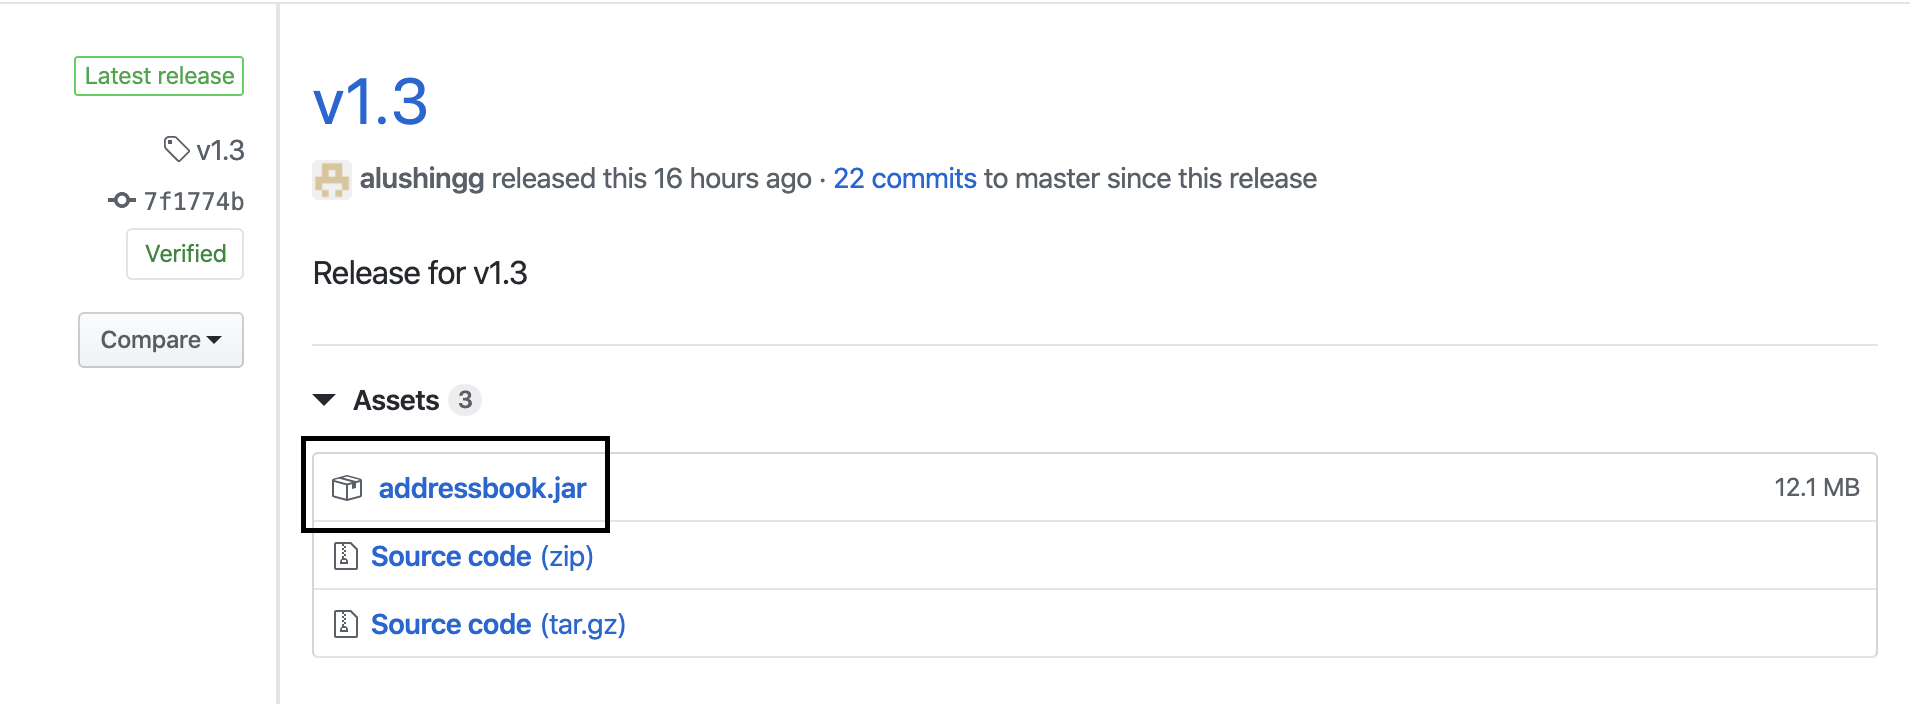 Latest release
v1.3
7f1774b
Verified
Compare
v1.3
alushingg released this 16 hours ago · 22 commits to master since this release
Release for v1.3
Assets 3
addressbook.jar 12.1 MB
Source code (zip)
Source code (tar.gz)